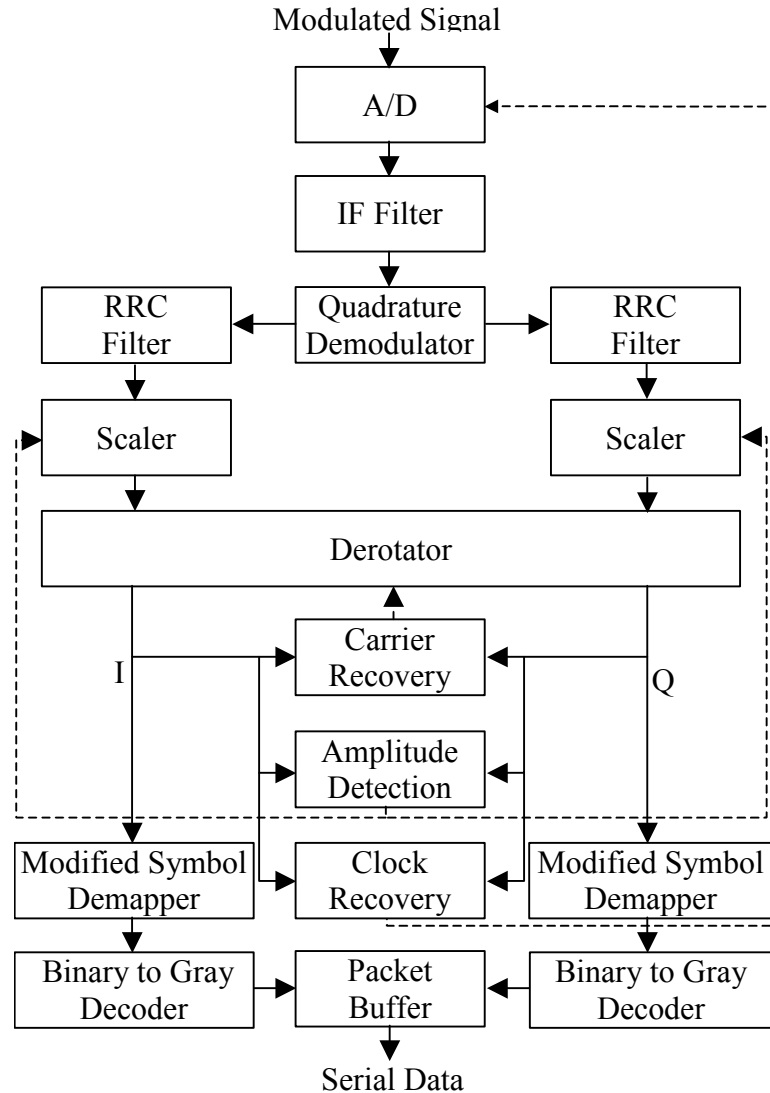 Modulated Signal
A/D
IF Filter
RRC
Filter
Quadrature
Demodulator
RRC
Filter
Scaler
Scaler
Derotator
Carrier
Recovery
I
Q
Amplitude
Detection
Modified Symbol
Demapper
Clock
Recovery
Modified Symbol
Demapper
Binary to Gray
Decoder
Packet
Buffer
Binary to Gray
Decoder
Serial Data